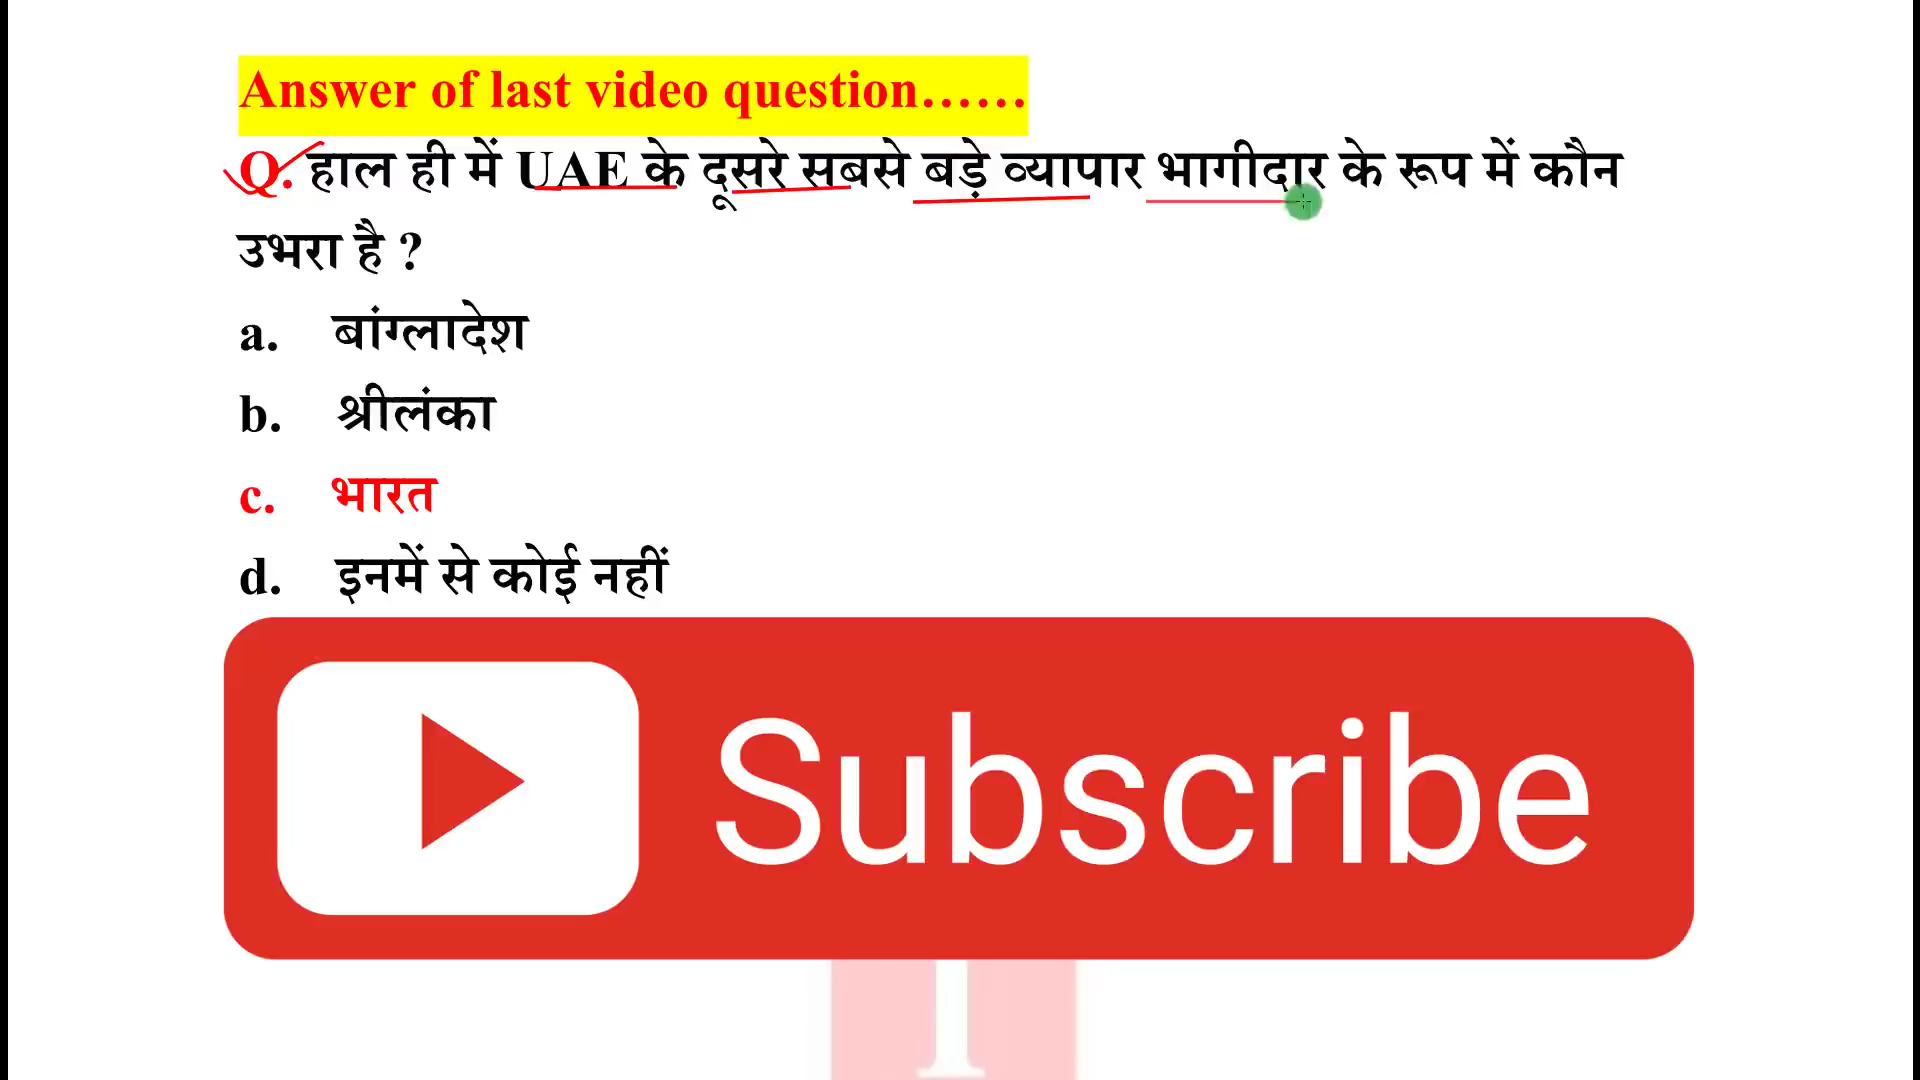 Answer of last video question......
Q. हाल ही में UAE के दूसरे सबसे बड़े व्यापार भागीदार के रूप में कौन
उभरा है ?
a. बांग्लादेश
b. श्रीलंका
c. भारत
d. इनमें से कोई नहीं
Subscribe